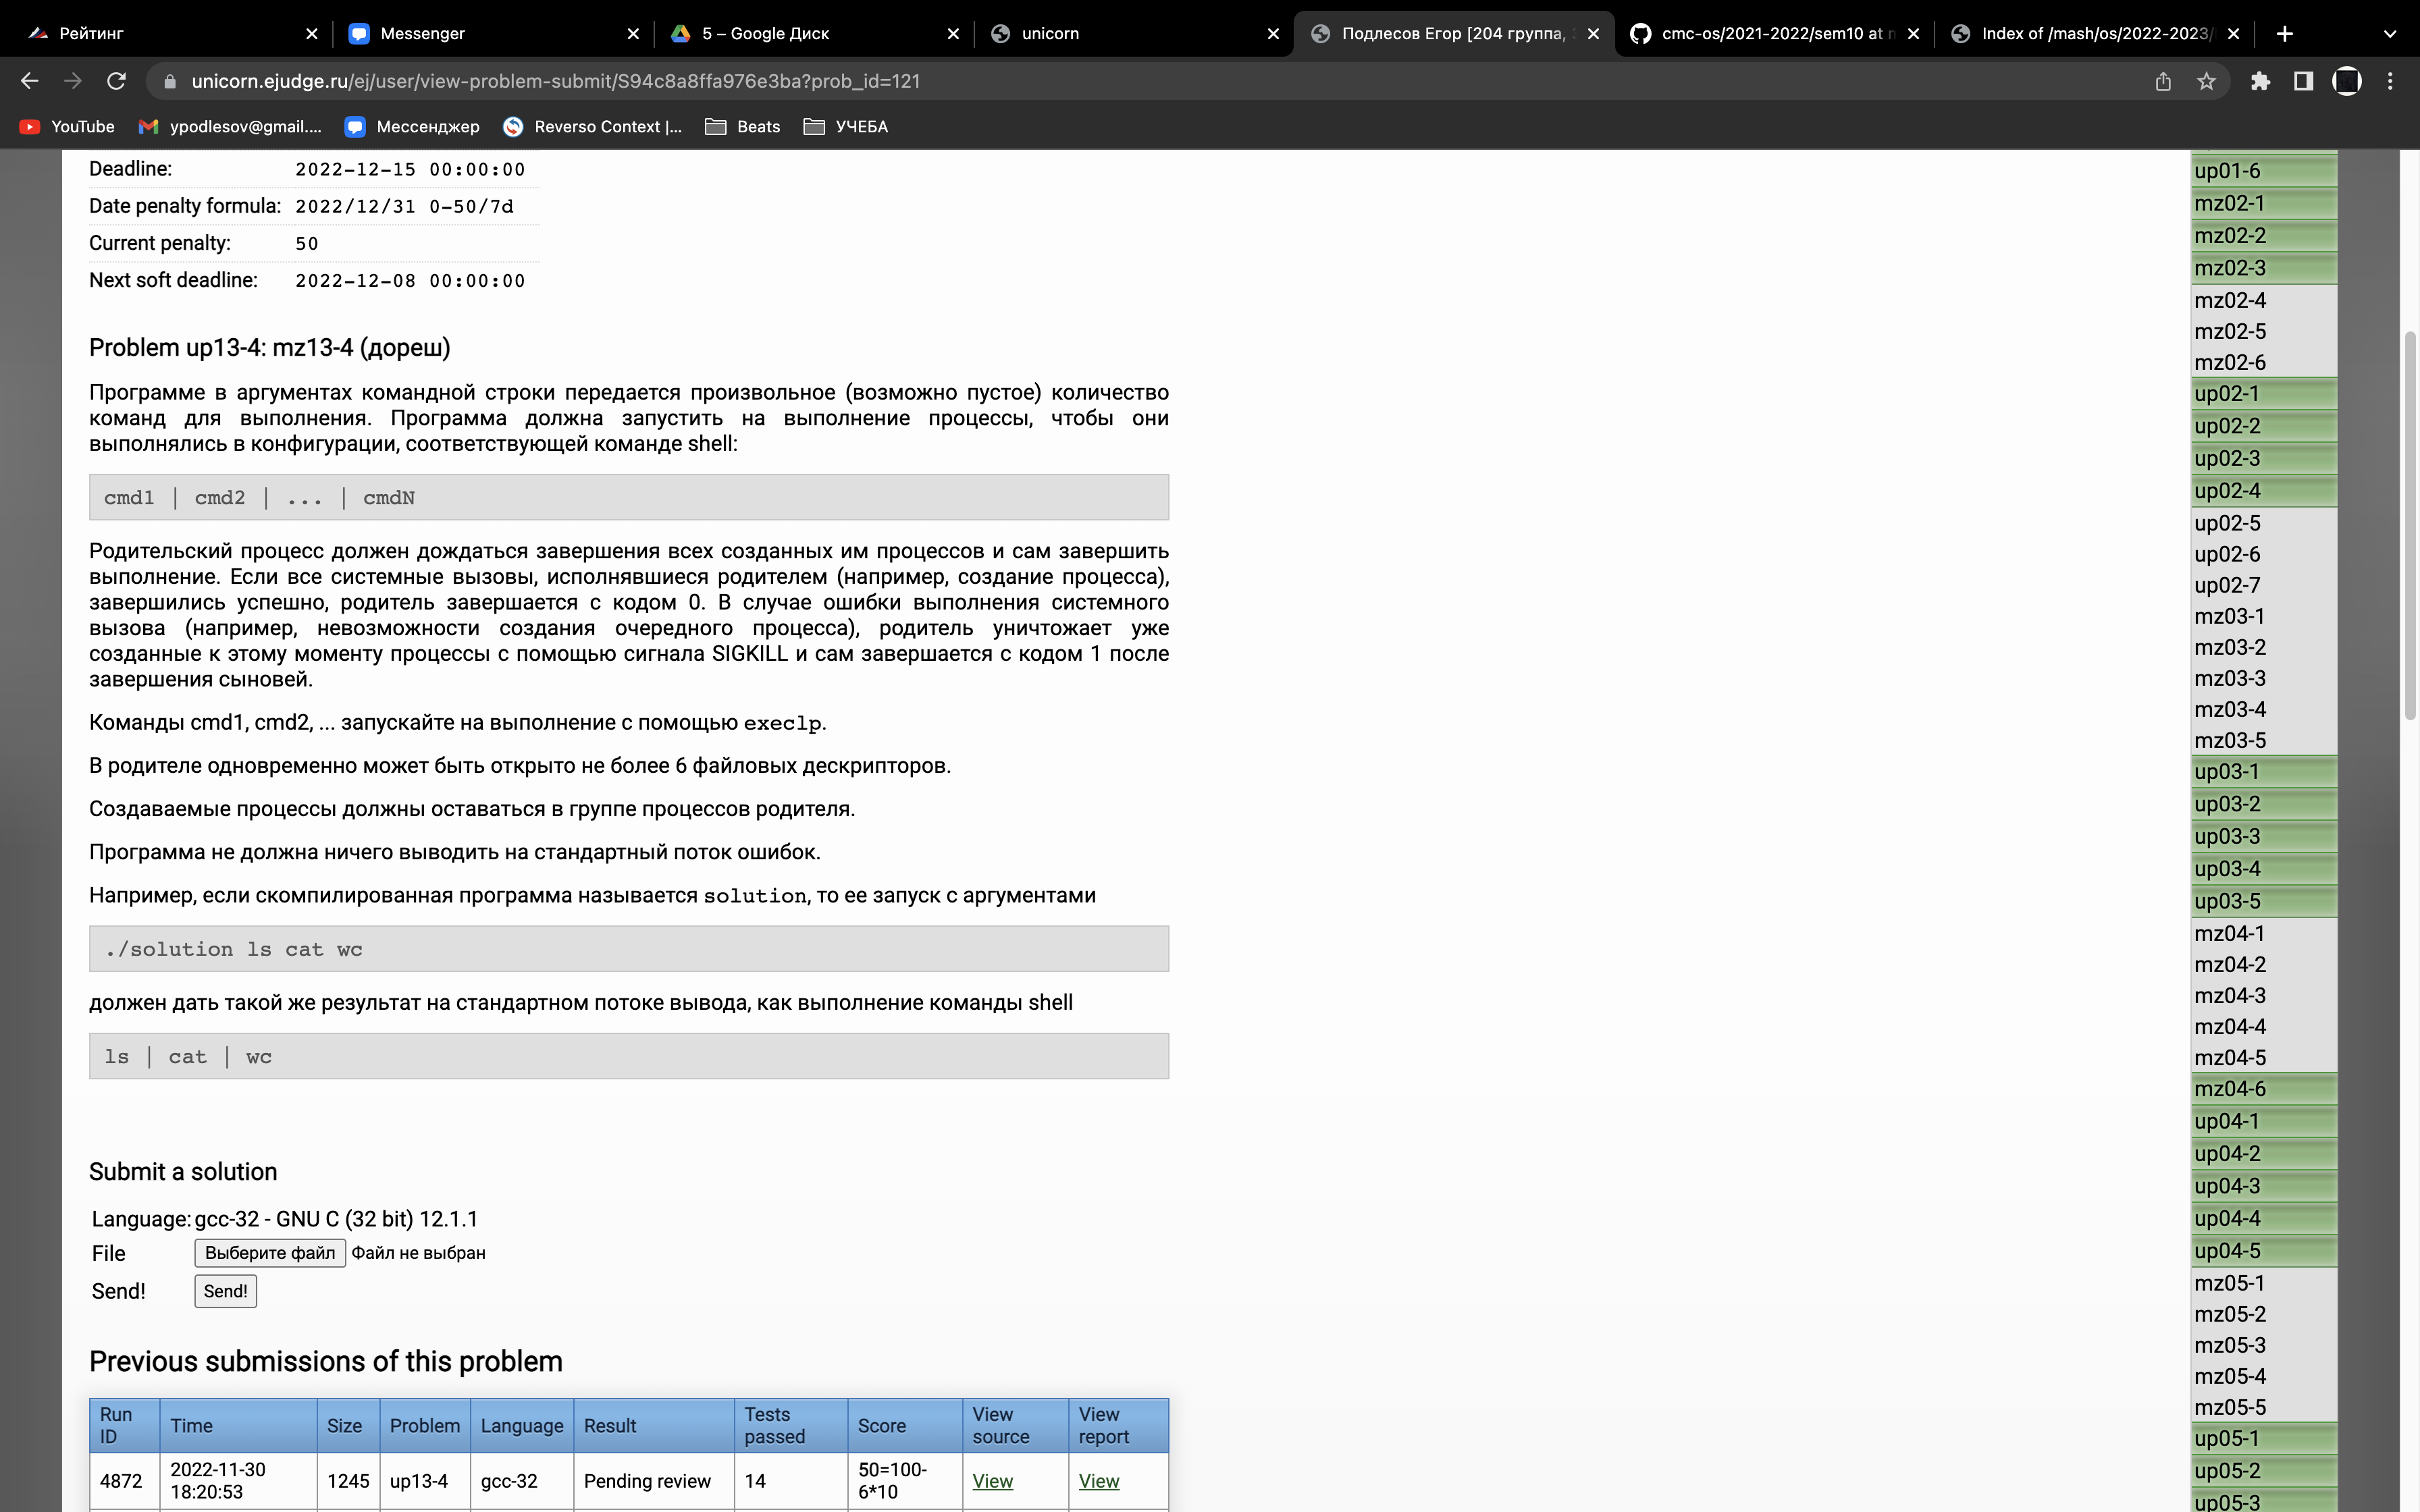 Рейтинг
Messenger
5 – Google Диск
unicorn
Подлесов Егор [204 группа,
cmc-os/2021-2022/sem10 at
Index of /mash/os/2022-2023/
unicorn.ejudge.ru/ej/user/view-problem-submit/S94c8a8ffa976e3ba?prob_id=121
YouTube
ypodlesov@gmail....
Мессенджер
Reverso Context |...
Beats
УЧЕБА
Deadline: 2022-12-15 00:00:00
Date penalty formula: 2022/12/31 0-50/7d
Current penalty: 50
Next soft deadline: 2022-12-08 00:00:00
Problem up13-4: mz13-4 (дореш)
Программе в аргументах командной строки передается произвольное (возможно пустое) количество
команд для выполнения. Программа должна запустить на выполнение процессы, чтобы они
выполнялись в конфигурации, соответствующей команде shell:
cmd1 | cmd2 | ... | cmdN
Родительский процесс должен дождаться завершения всех созданных им процессов и сам завершить
выполнение. Если все системные вызовы, исполнявшиеся родителем (например, создание процесса),
завершились успешно, родитель завершается с кодом 0. В случае ошибки выполнения системного
вызова (например, невозможности создания очередного процесса), родитель уничтожает уже
созданные к этому моменту процессы с помощью сигнала SIGKILL и сам завершается с кодом 1 после
завершения сыновей.
Команды cmd1, cmd2, ... запускайте на выполнение с помощью execlp.
В родителе одновременно может быть открыто не более 6 файловых дескрипторов.
Создаваемые процессы должны оставаться в группе процессов родителя.
Программа не должна ничего выводить на стандартный поток ошибок.
Например, если скомпилированная программа называется solution, то ее запуск с аргументами
./solution ls cat wc
должен дать такой же результат на стандартном потоке вывода, как выполнение команды shell
ls | cat | wc
Submit a solution
Language: gcc-32 - GNU C (32 bit) 12.1.1
File Выберите файл Файл не выбран
Send! Send!
Previous submissions of this problem
Run ID Time Size Problem Language Result Tests passed Score View source View report
4872 2022-11-30 18:20:53 1245 up13-4 gcc-32 Pending review 14 50=100-6*10 View View
up01-6
mz02-1
mz02-2
mz02-3
mz02-4
mz02-5
mz02-6
up02-1
up02-2
up02-3
up02-4
up02-5
up02-6
up02-7
mz03-1
mz03-2
mz03-3
mz03-4
mz03-5
up03-1
up03-2
up03-3
up03-4
up03-5
mz04-1
mz04-2
mz04-3
mz04-4
mz04-5
mz04-6
up04-1
up04-2
up04-3
up04-4
up04-5
mz05-1
mz05-2
mz05-3
mz05-4
mz05-5
up05-1
up05-2
up05-3